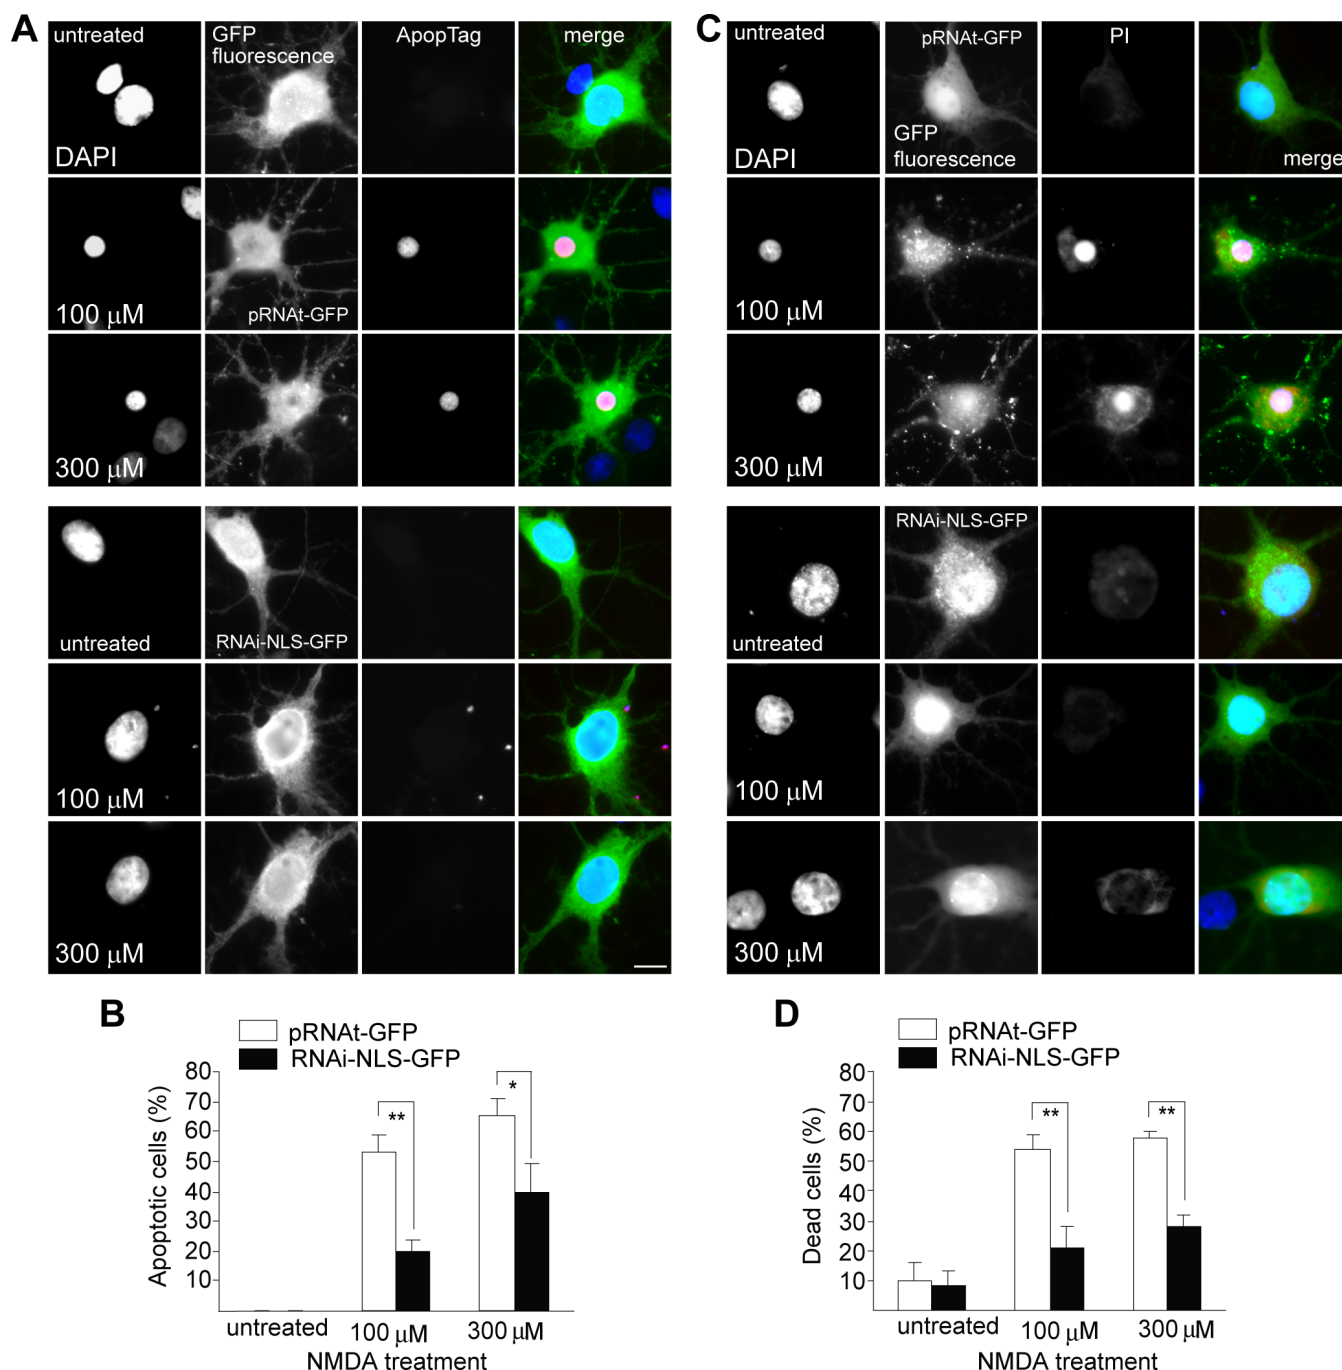 A
untreated
GFP
fluorescence
ApopTag
merge
DAPI
100 μM
pRNAt-GFP
300 μM
untreated
RNAi-NLS-GFP
100 μM
300 μM
C
untreated
pRNAt-GFP
PI
GFP
fluorescence
DAPI
merge
100 μM
300 μM
RNAi-NLS-GFP
untreated
100 μM
300 μM
B
pRNAt-GFP
RNAi-NLS-GFP
Apoptotic cells (%)
80
70
60
50
40
30
20
10
**
*
untreated
100 μM
300 μM
NMDA treatment
D
pRNAt-GFP
RNAi-NLS-GFP
Dead cells (%)
80
70
60
50
40
30
20
10
**
**
untreated
100 μM
300 μM
NMDA treatment